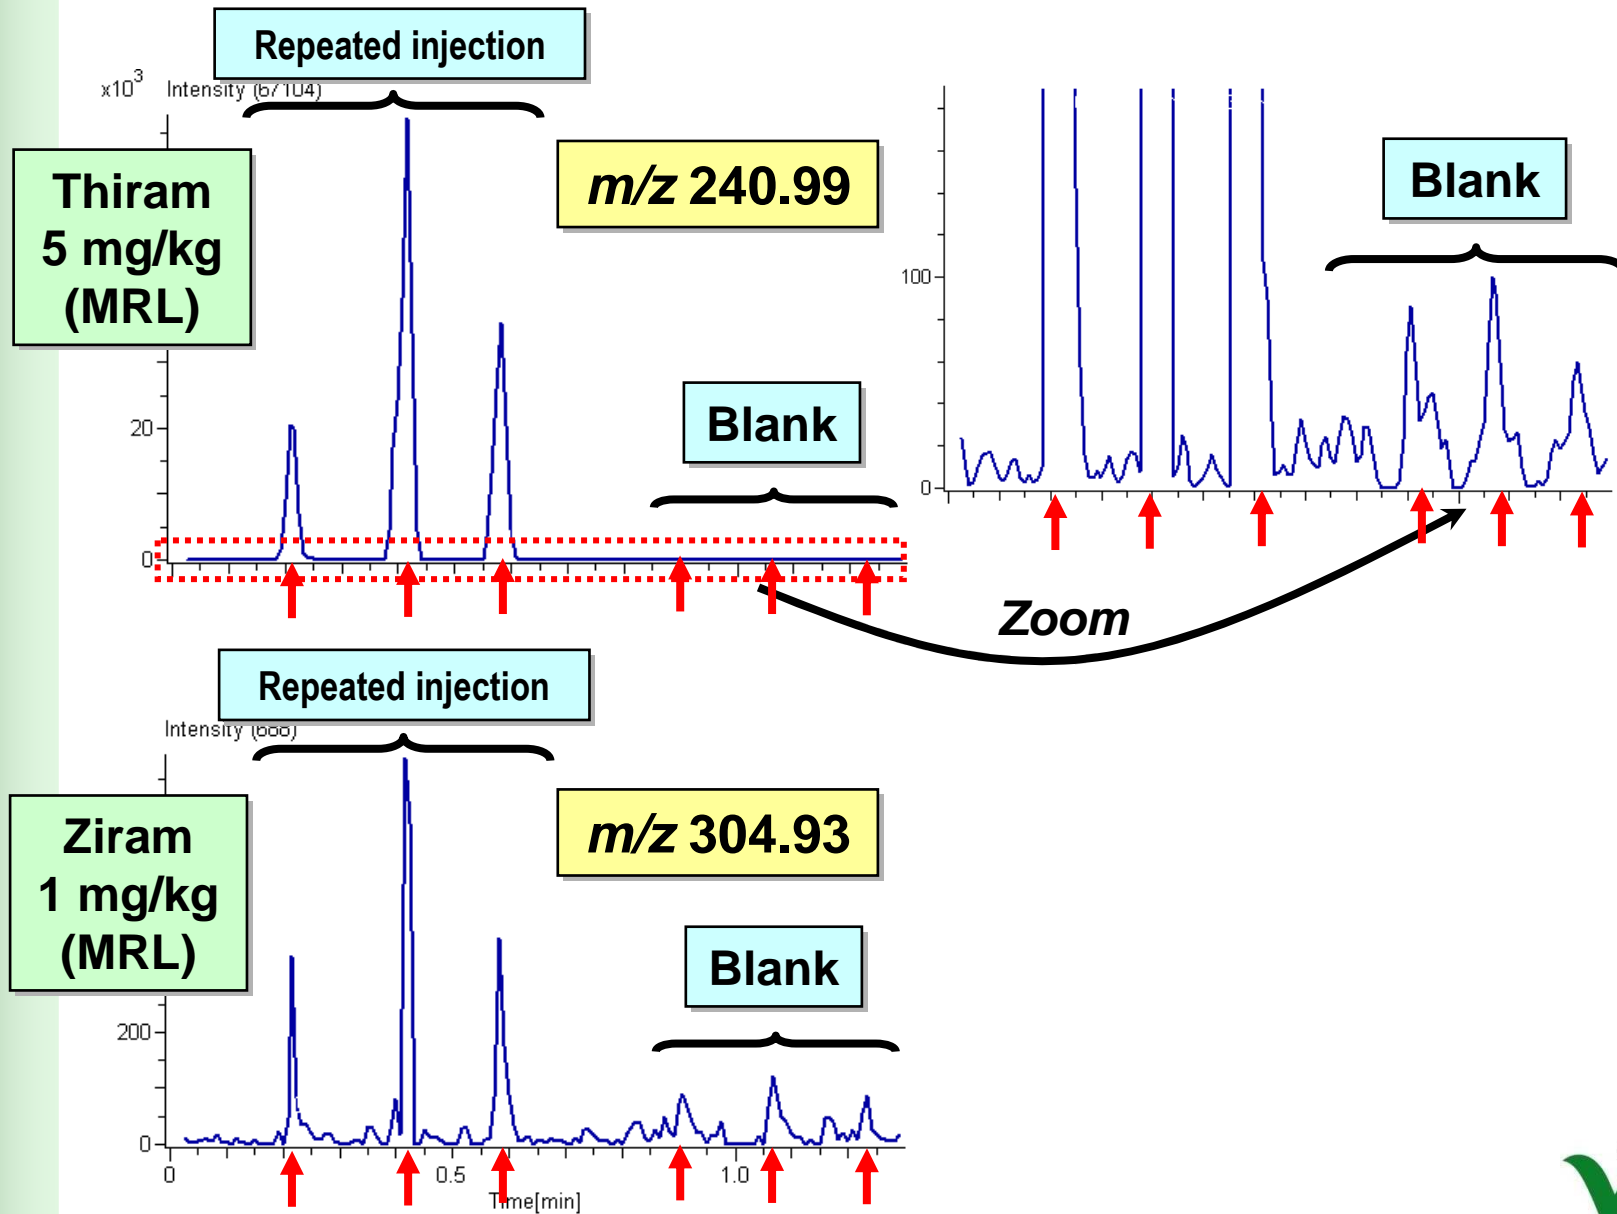 Repeated injection
x10³ Intensity (67104)
Thiram
5 mg/kg
(MRL)
m/z 240.99
Blank
20
0
Blank
100
0
Zoom
Repeated injection
Intensity (688)
Ziram
1 mg/kg
(MRL)
m/z 304.93
Blank
200
0
0 0.5 1.0
Time[min]